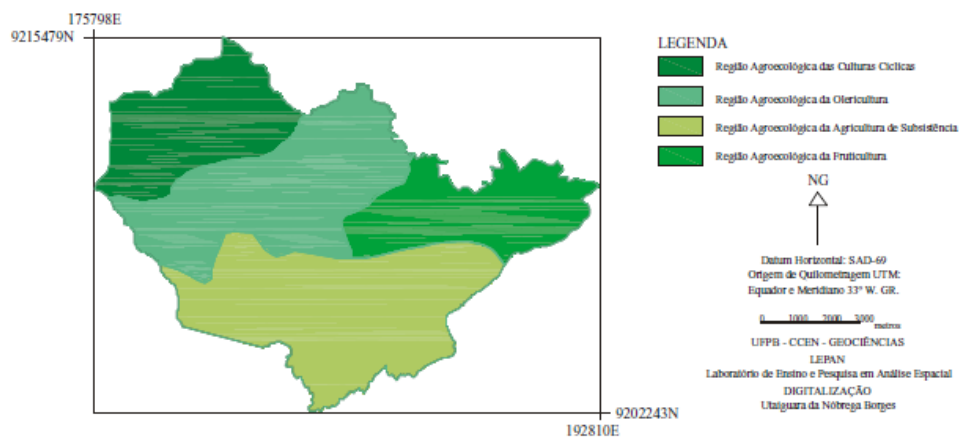 175798E
9215479N
LEGENDA
Região Agroecológica das Culturas Cíclicas
Região Agroecológica da Olericultura
Região Agroecológica da Agricultura de Subsistência
Região Agroecológica da Fruticultura
NG
Datum Horizontal: SAD-69
Origem de Quilometragem UTM:
Equador e Meridiano 33° W. GR.
0 1000 2000 3000
metros
UFPB - CCEN - GEOCIÊNCIAS
LEPAN
Laboratório de Ensino e Pesquisa em Análise Espacial
DIGITALIZAÇÃO
Utaiguara da Nóbrega Borges
9202243N
192810E